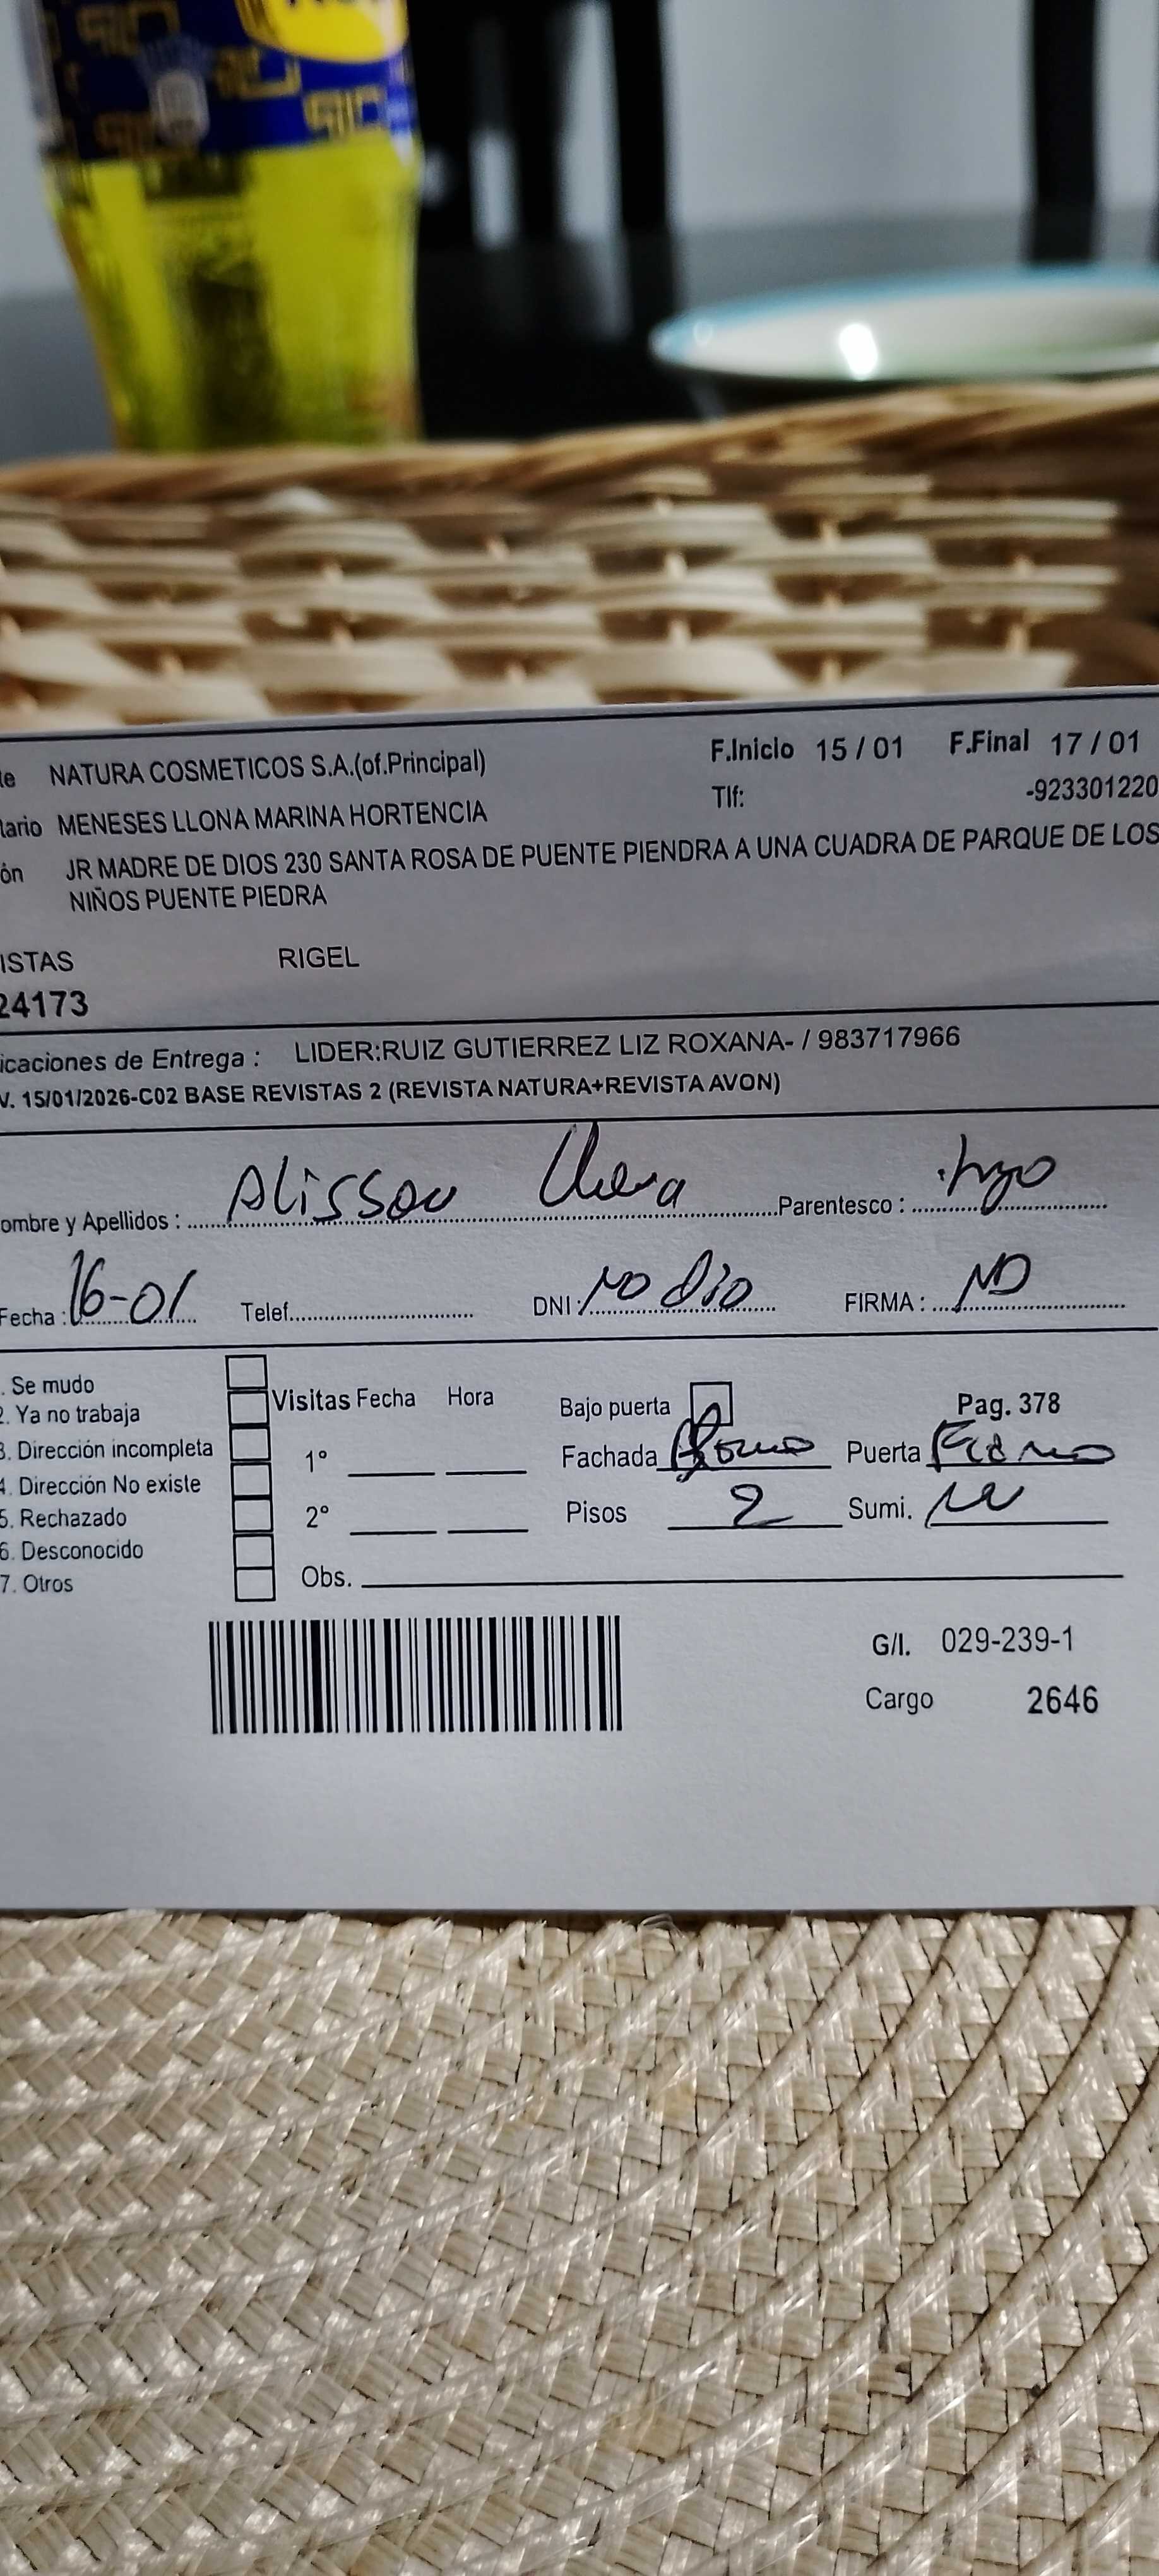 le NATURA COSMETICOS S.A.(of.Principal) F.Inicio 15 / 01 F.Final 17 / 01
lario MENESES LLONA MARINA HORTENCIA Tlf: -923301220
ón JR MADRE DE DIOS 230 SANTA ROSA DE PUENTE PIENDRA A UNA CUADRA DE PARQUE DE LOS
NIÑOS PUENTE PIEDRA
ISTAS RIGEL
24173
icaciones de Entrega : LIDER:RUIZ GUTIERREZ LIZ ROXANA- / 983717966
V. 15/01/2026-C02 BASE REVISTAS 2 (REVISTA NATURA+REVISTA AVON)
ombre y Apellidos : Alisson Parentesco :
Fecha : 16-01 Telef. DNI: no dio FIRMA : ND
1. Se mudo
2. Ya no trabaja Visitas Fecha Hora Bajo puerta Pag. 378
3. Dirección incompleta 1° Fachada Puerta
4. Dirección No existe
5. Rechazado 2° Pisos 2 Sumi.
6. Desconocido
7. Otros Obs.
G/I. 029-239-1
Cargo 2646